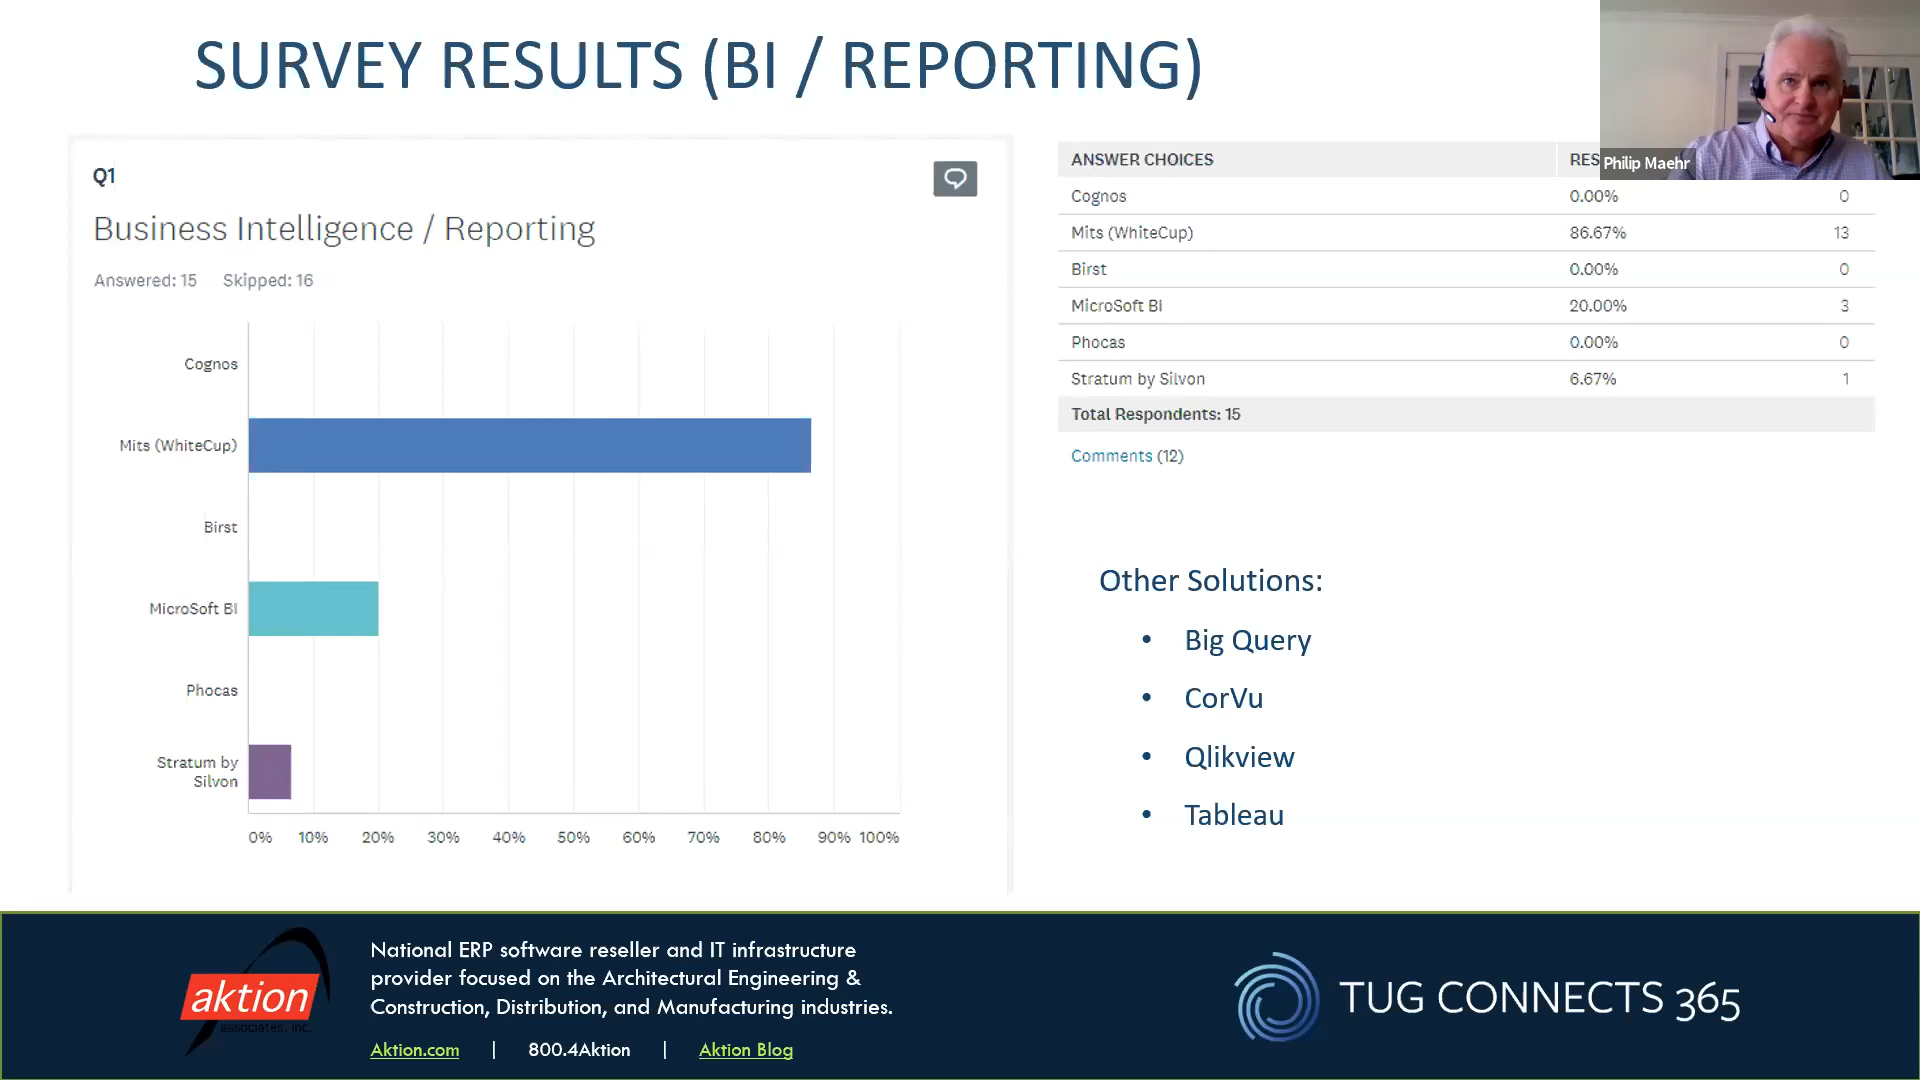 SURVEY RESULTS (BI / REPORTING)
Philip Maehr
Q1
Business Intelligence / Reporting
Answered: 15 Skipped: 16
Cognos
Mits (WhiteCup)
Birst
MicroSoft BI
Phocas
Stratum by
Silvon
0% 10% 20% 30% 40% 50% 60% 70% 80% 90% 100%
ANSWER CHOICES RES
Cognos 0.00% 0
Mits (WhiteCup) 86.67% 13
Birst 0.00% 0
MicroSoft BI 20.00% 3
Phocas 0.00% 0
Stratum by Silvon 6.67% 1
Total Respondents: 15
Comments (12)
Other Solutions:
• Big Query
• CorVu
• Qlikview
• Tableau
aktion
associates, inc.
National ERP software reseller and IT infrastructure
provider focused on the Architectural Engineering &
Construction, Distribution, and Manufacturing industries.
Aktion.com | 800.4Aktion | Aktion Blog
TUG CONNECTS 365